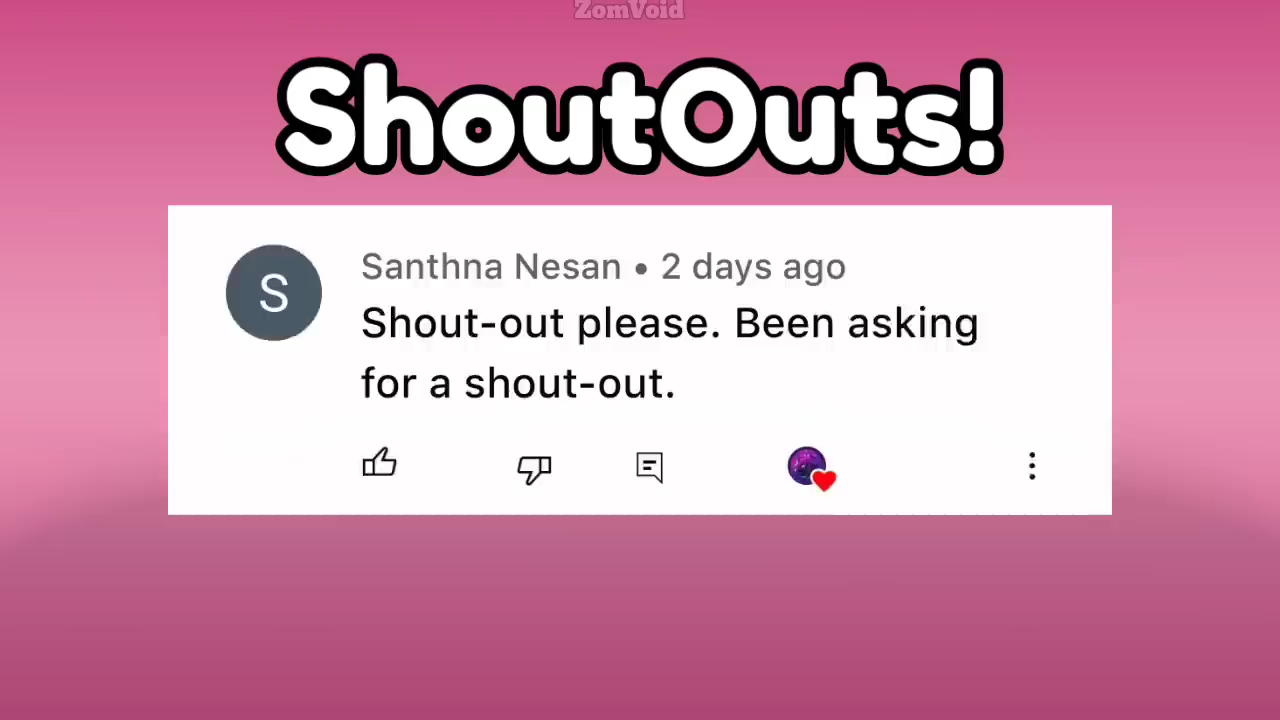 ZomVoid
ShoutOuts!
S
Santhna Nesan • 2 days ago
Shout-out please. Been asking
for a shout-out.